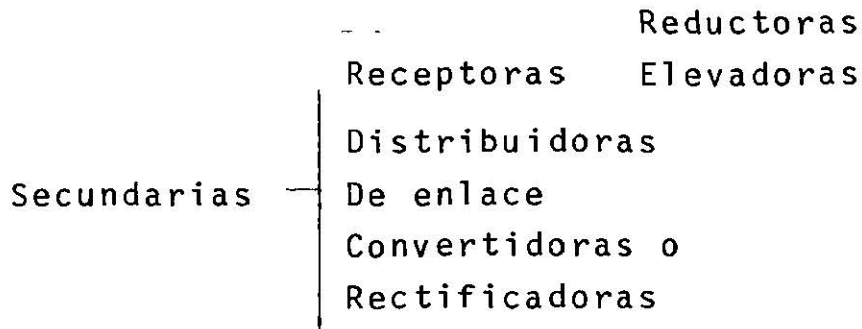 Reductoras
Receptoras Elevadoras
Distribuidoras
Secundarias De enlace
Convertidoras o
Rectificadoras